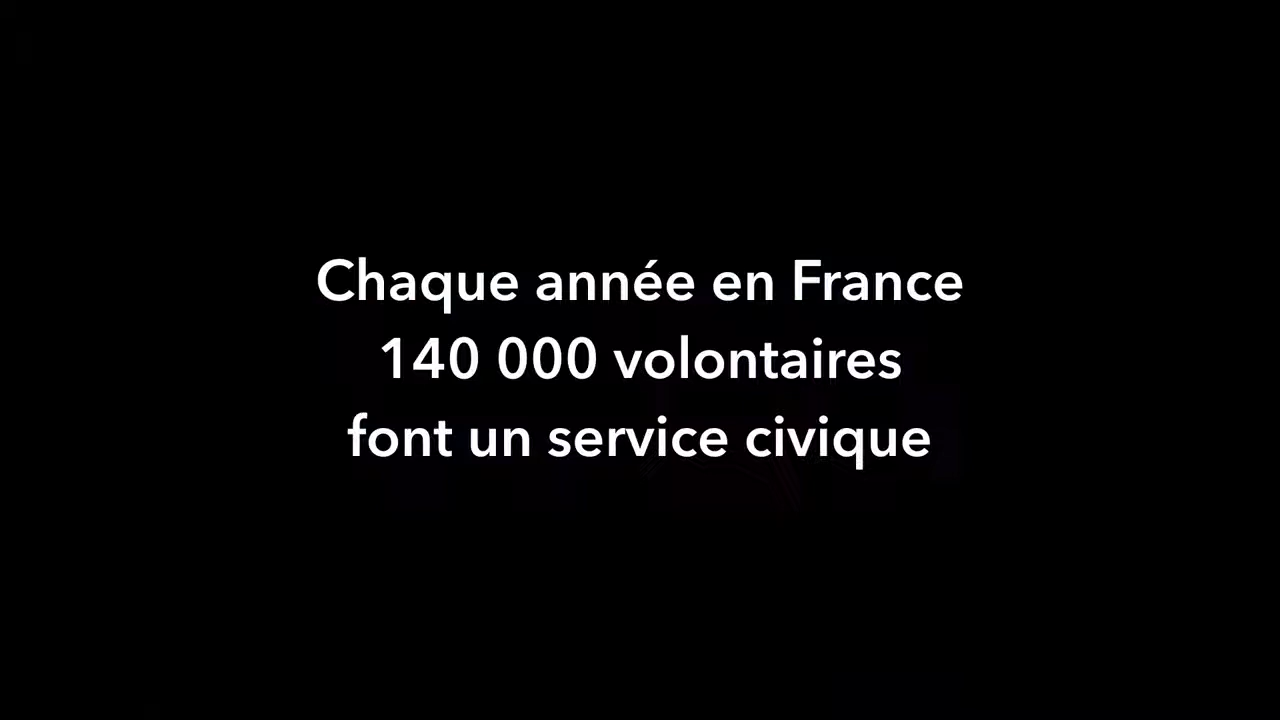 Chaque année en France
140 000 volontaires
font un service civique